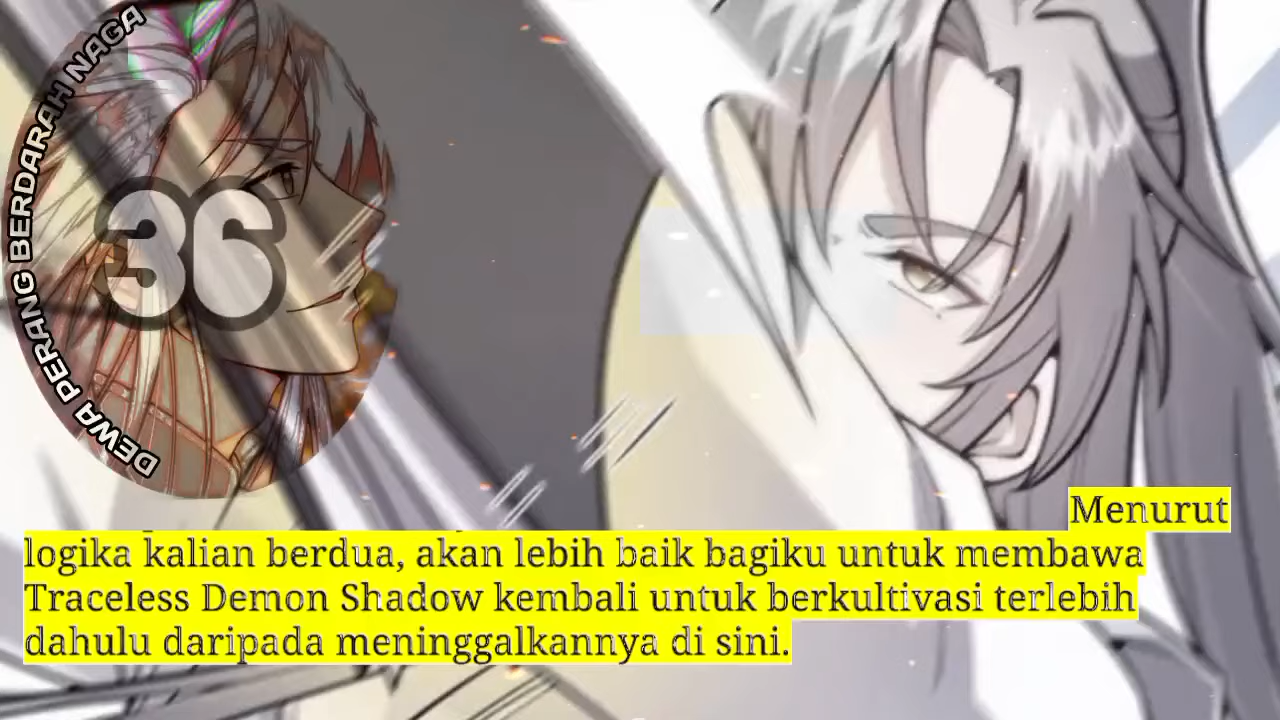 DEWA PERANG BERDARAH NAGA
36
Menurut
logika kalian berdua, akan lebih baik bagiku untuk membawa
Traceless Demon Shadow kembali untuk berkultivasi terlebih
dahulu daripada meninggalkannya di sini.